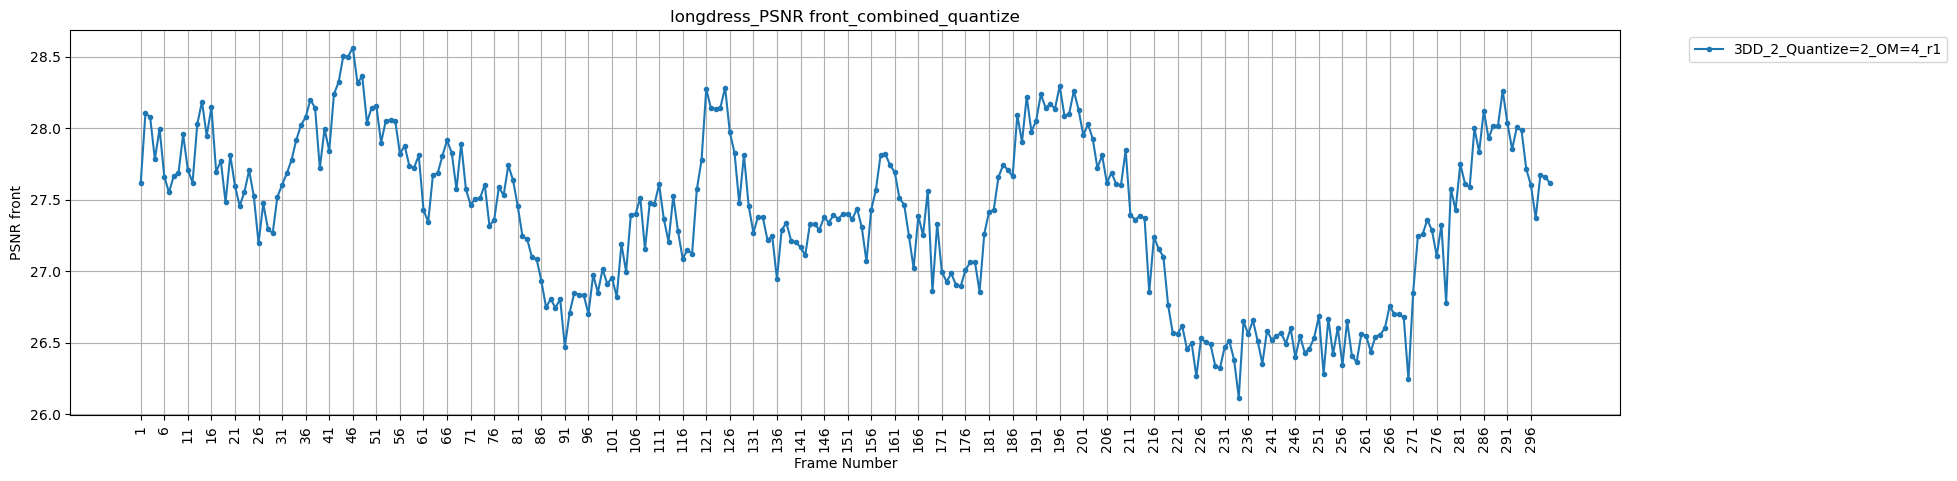 longdress_PSNR front_combined_quantize
3DD_2_Quantize=2_OM=4_r1
PSNR front
28.5
28.0
27.5
27.0
26.5
26.0
1 6 11 16 21 26 31 36 41 46 51 56 61 66 71 76 81 86 91 96 101 106 111 116 121 126 131 136 141 146 151 156 161 166 171 176 181 186 191 196 201 206 211 216 221 226 231 236 241 246 251 256 261 266 271 276 281 286 291 296
Frame Number